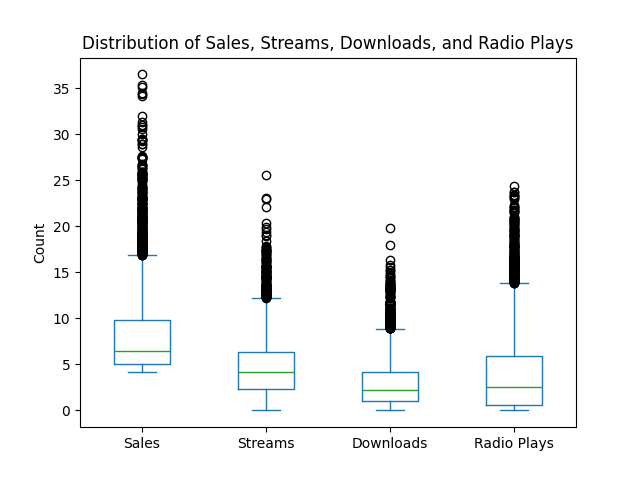 Distribution of Sales, Streams, Downloads, and Radio Plays
35
30
25
20
15
10
5
0
Count
Sales Streams Downloads Radio Plays